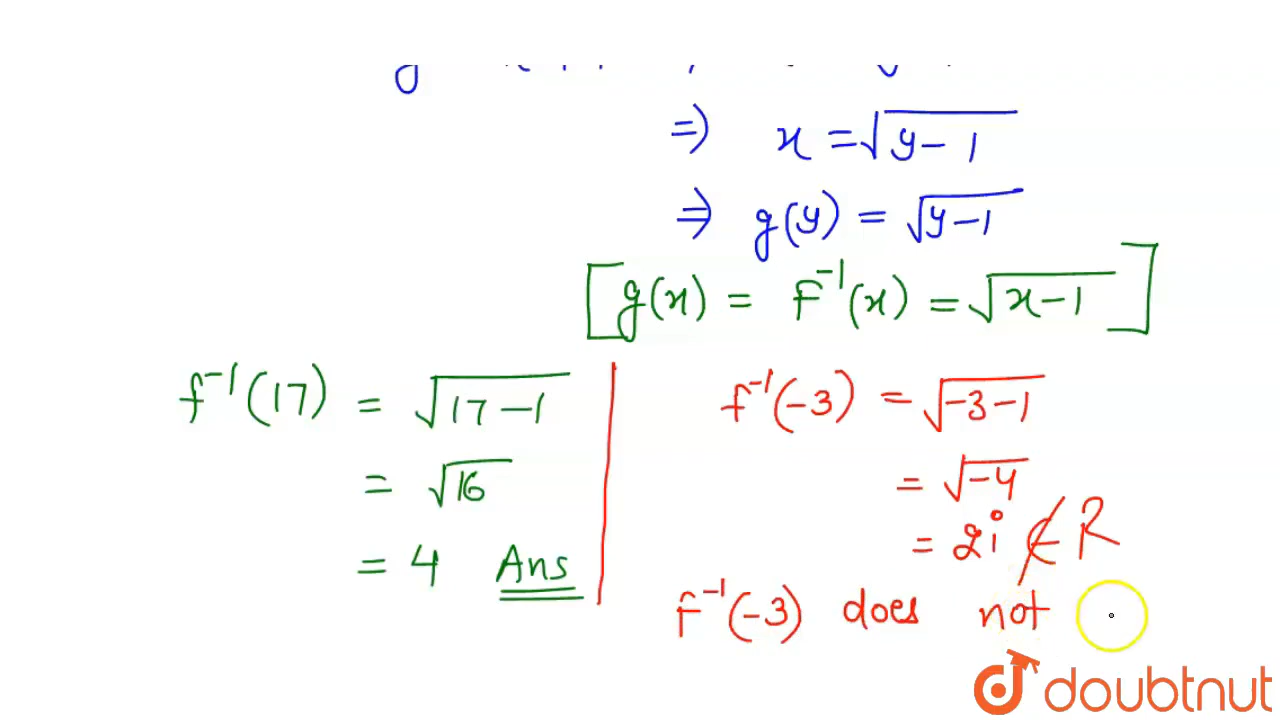 => x = √y-1
=> g(y) = √y-1
[g(x) = F⁻¹(x) = √x-1]
f⁻¹(17) = √17-1
= √16
= 4 Ans
f⁻¹(-3) = √-3-1
= √-4
= 2i ∉ R
F⁻¹(-3) does not
doubtnut